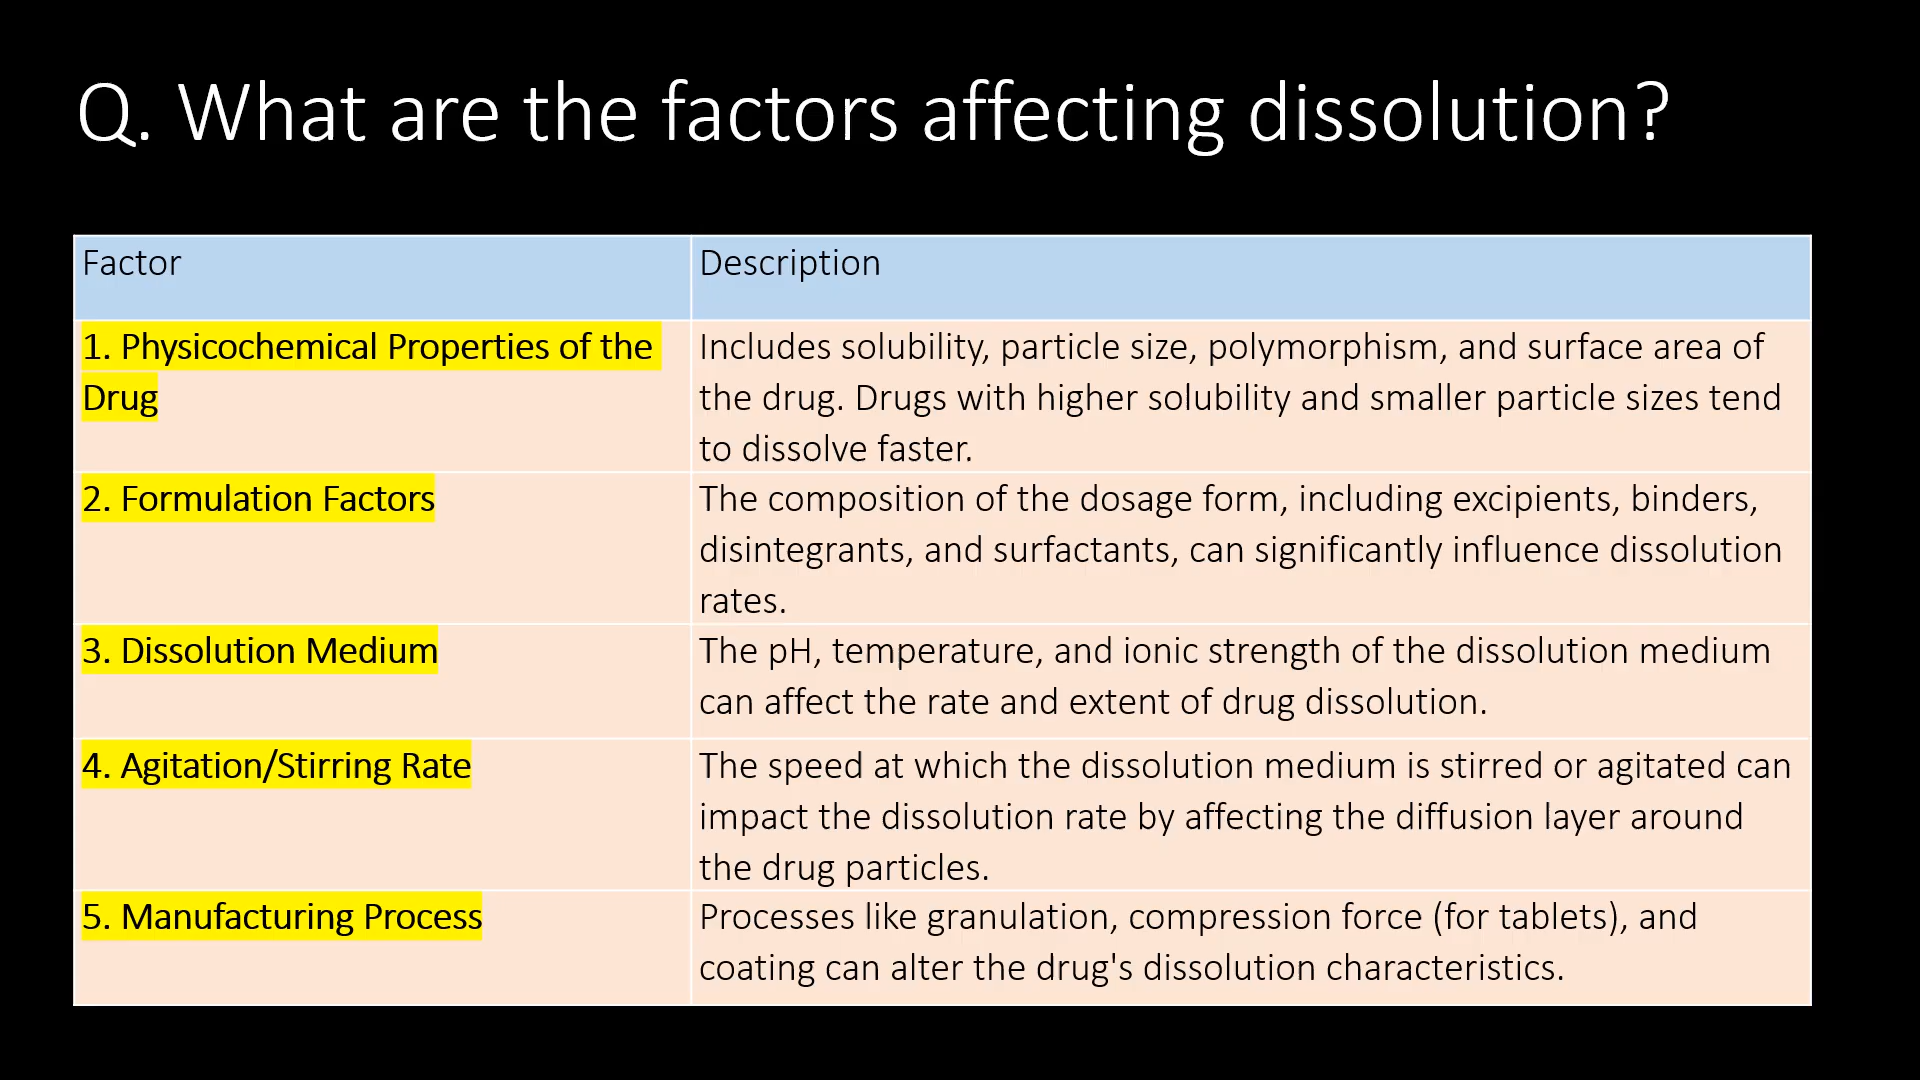 Q. What are the factors affecting dissolution?
Factor
Description
1. Physicochemical Properties of the
Drug
Includes solubility, particle size, polymorphism, and surface area of
the drug. Drugs with higher solubility and smaller particle sizes tend
to dissolve faster.
2. Formulation Factors
The composition of the dosage form, including excipients, binders,
disintegrants, and surfactants, can significantly influence dissolution
rates.
3. Dissolution Medium
The pH, temperature, and ionic strength of the dissolution medium
can affect the rate and extent of drug dissolution.
4. Agitation/Stirring Rate
The speed at which the dissolution medium is stirred or agitated can
impact the dissolution rate by affecting the diffusion layer around
the drug particles.
5. Manufacturing Process
Processes like granulation, compression force (for tablets), and
coating can alter the drug's dissolution characteristics.